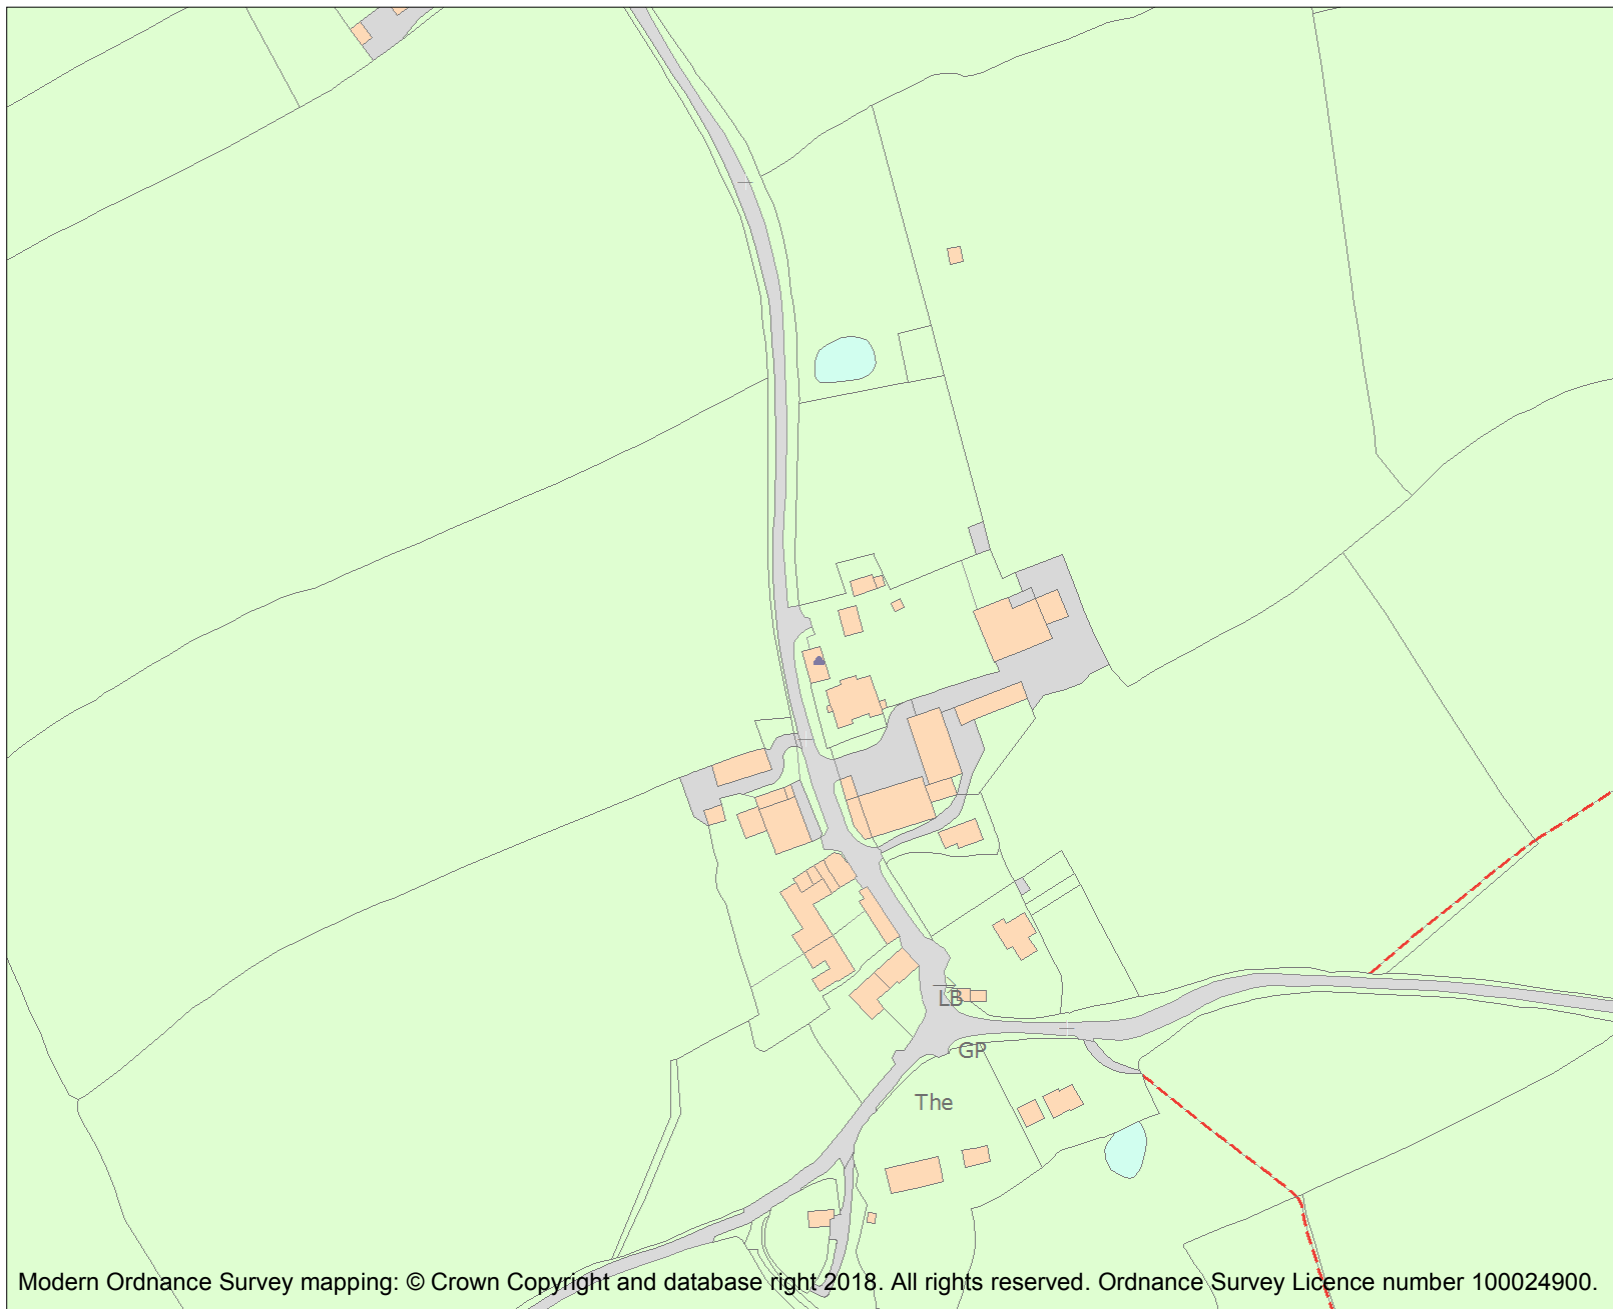 LB
GP
The
Modern Ordnance Survey mapping: © Crown Copyright and database right 2018. All rights reserved. Ordnance Survey Licence number 100024900.